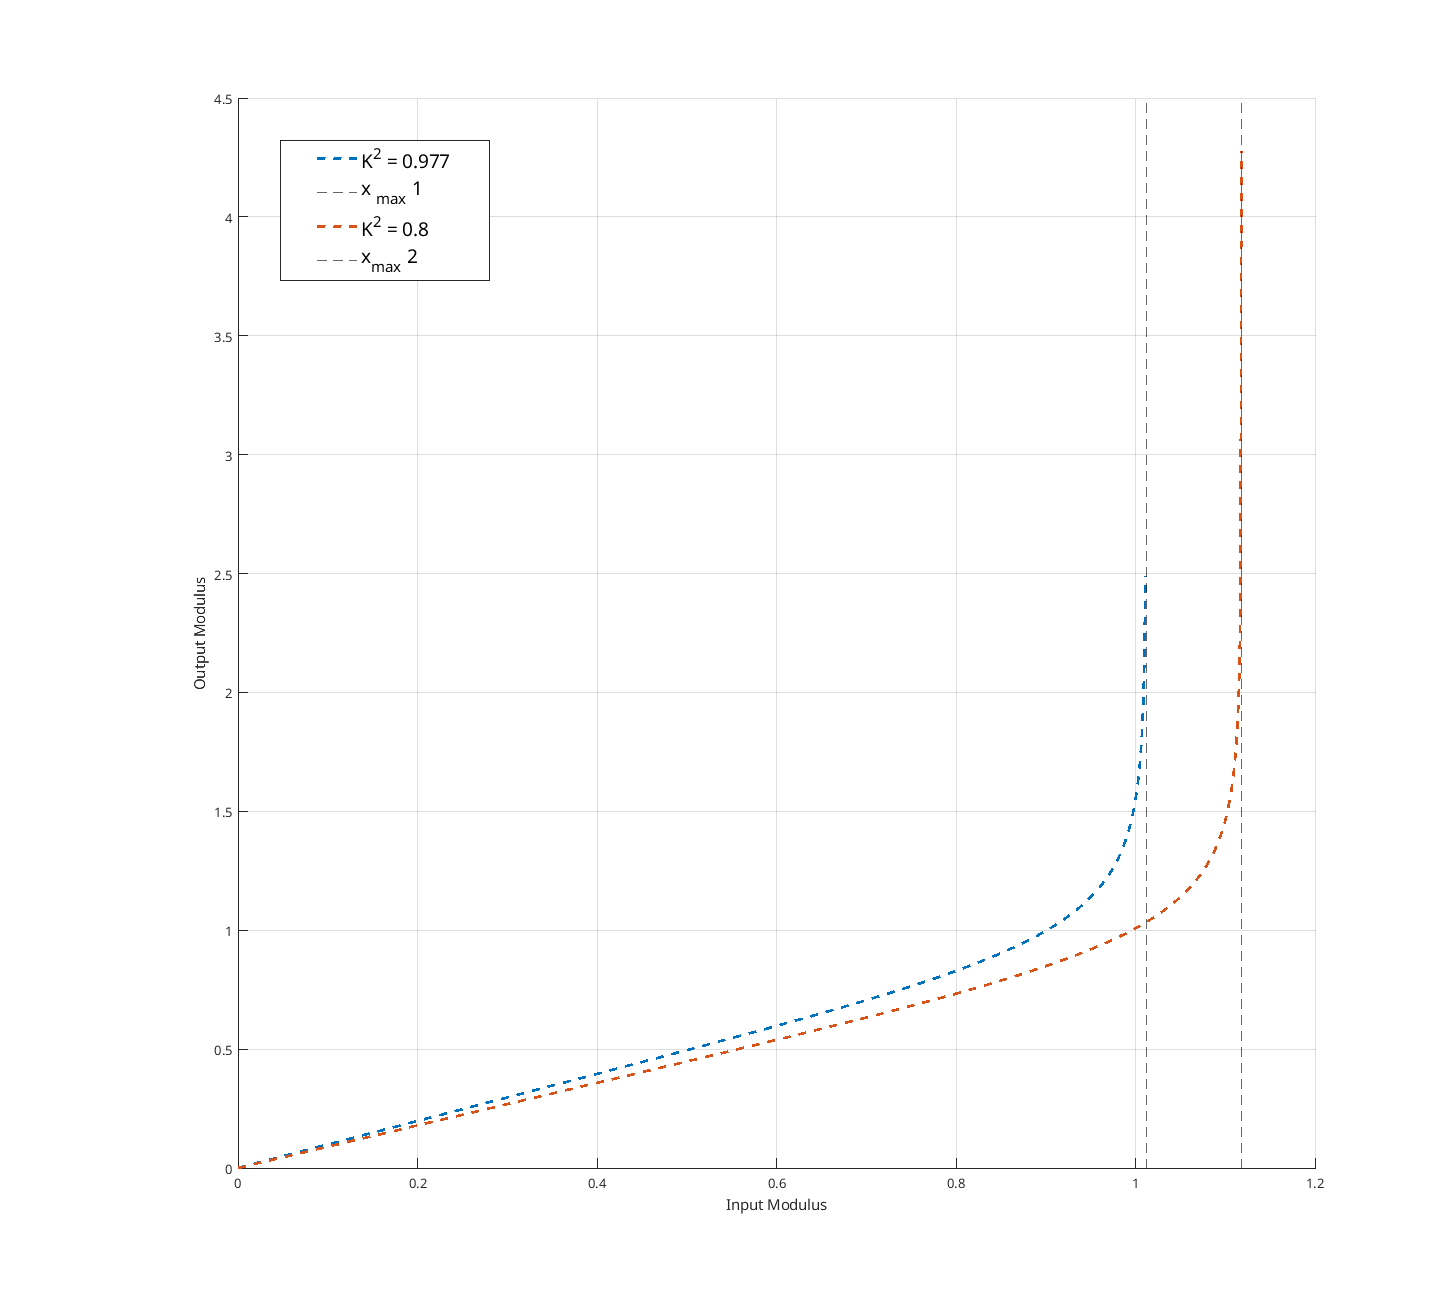 4.5
4
3.5
3
2.5
2
1.5
1
0.5
0
Output Modulus
K² = 0.977
x max 1
K² = 0.8
xmax 2
0 0.2 0.4 0.6 0.8 1 1.2
Input Modulus